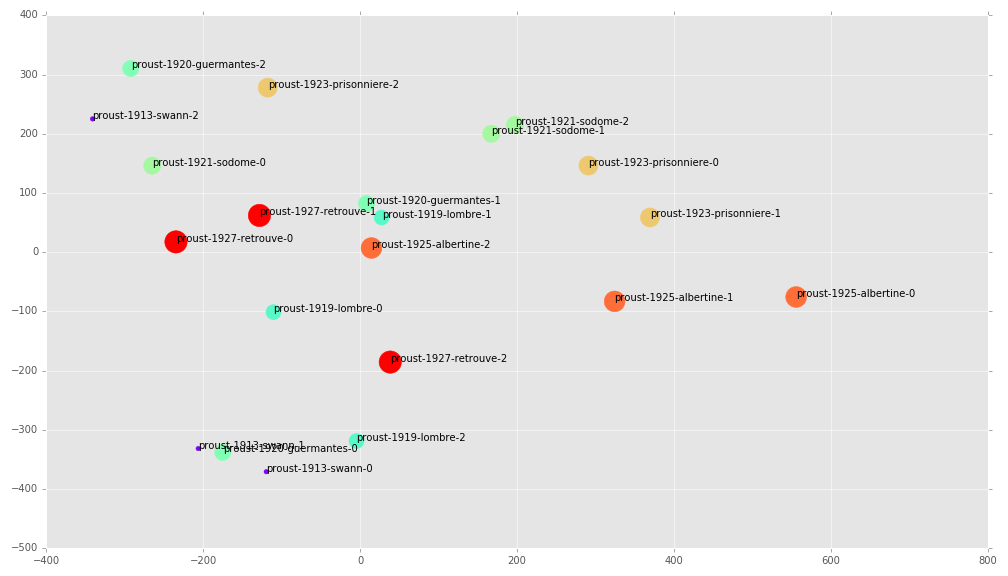 400
300
200
100
0
−100
−200
−300
−400
−500
−400
−200
0
200
400
600
800
proust-1920-guermantes-2
proust-1923-prisonniere-2
proust-1913-swann-2
proust-1921-sodome-2
proust-1921-sodome-1
proust-1921-sodome-0
proust-1923-prisonniere-0
proust-1920-guermantes-1
proust-1927-retrouve-1
proust-1919-lombre-1
proust-1923-prisonniere-1
proust-1927-retrouve-0
proust-1925-albertine-2
proust-1925-albertine-0
proust-1925-albertine-1
proust-1919-lombre-0
proust-1927-retrouve-2
proust-1919-lombre-2
proust-1913-swann-1
proust-1920-guermantes-0
proust-1913-swann-0